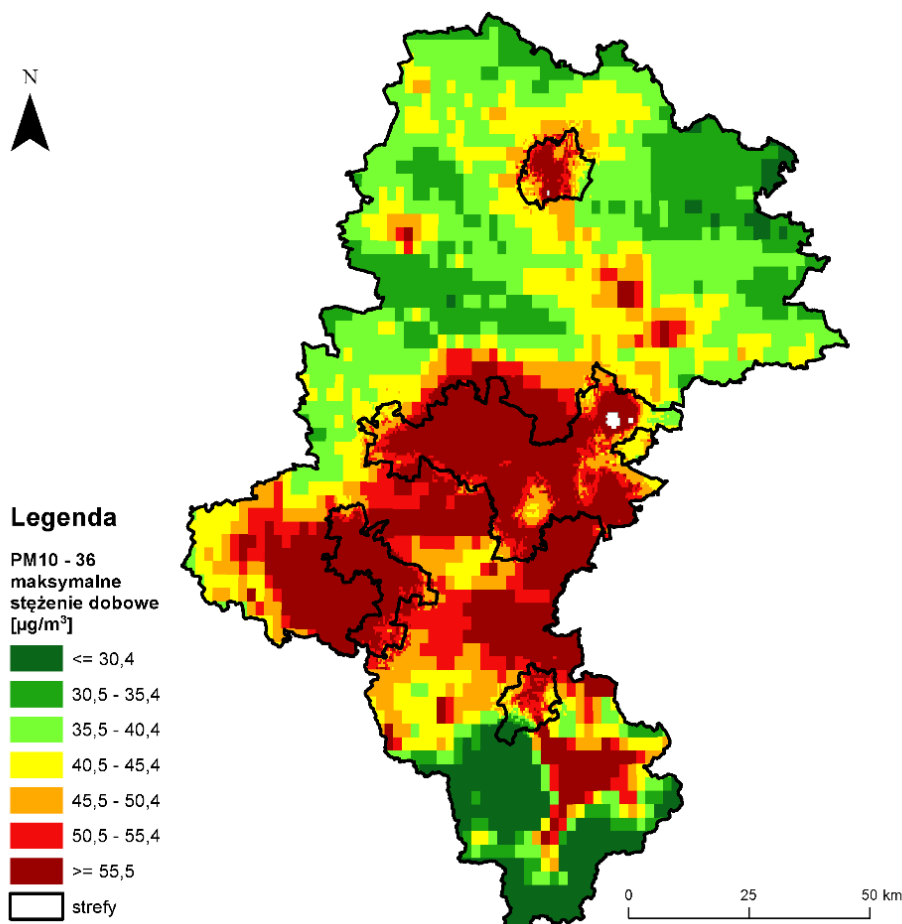 N
Legenda
PM10 - 36
maksymalne
stężenie dobowe
[µg/m³]
<= 30,4
30,5 - 35,4
35,5 - 40,4
40,5 - 45,4
45,5 - 50,4
50,5 - 55,4
>= 55,5
strefy
0 25 50 km